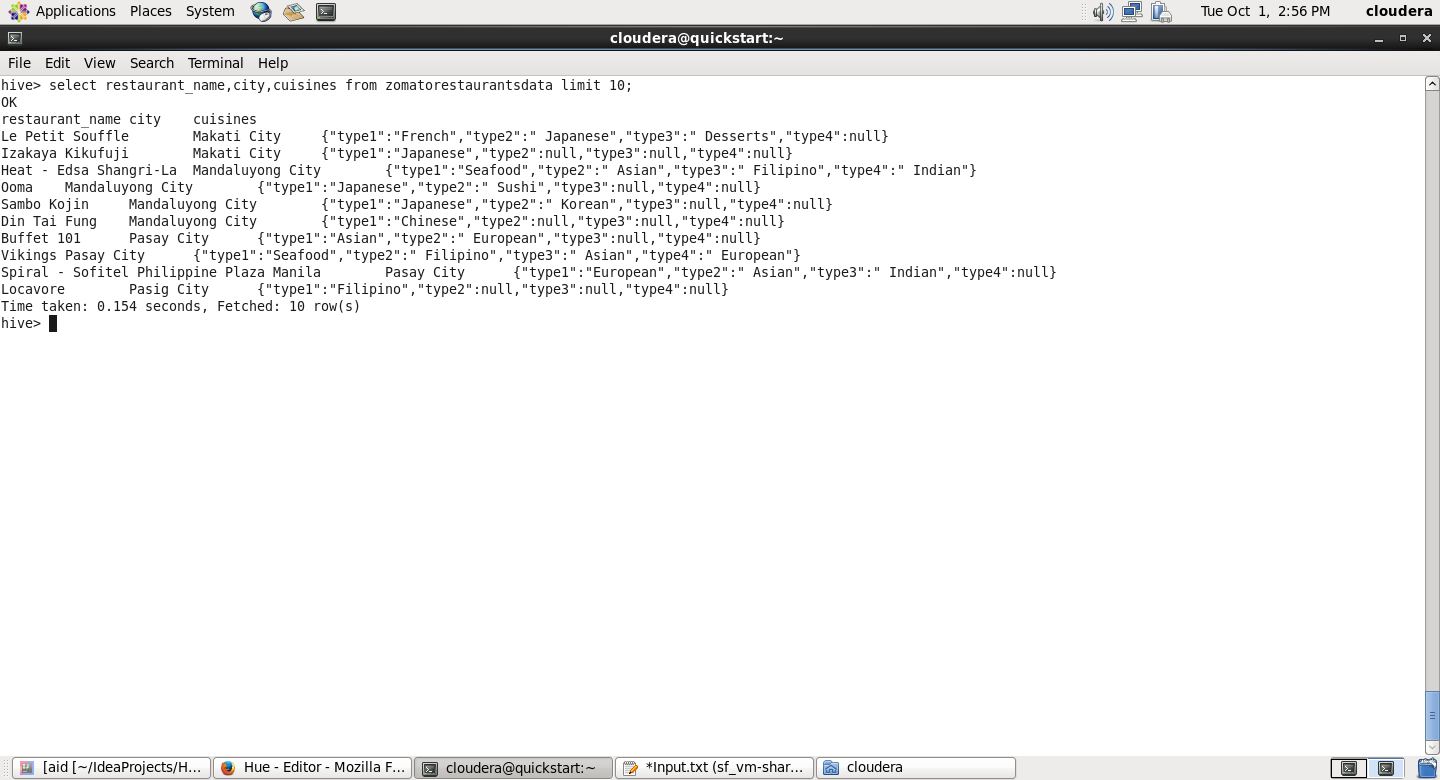 Applications Places System Tue Oct 1, 2:56 PM cloudera
cloudera@quickstart:~
File Edit View Search Terminal Help
hive> select restaurant_name,city,cuisines from zomatorestaurantsdata limit 10;
OK
restaurant_name city cuisines
Le Petit Souffle Makati City {"type1":"French","type2":" Japanese","type3":" Desserts","type4":null}
Izakaya Kikufuji Makati City {"type1":"Japanese","type2":null,"type3":null,"type4":null}
Heat - Edsa Shangri-La Mandaluyong City {"type1":"Seafood","type2":" Asian","type3":" Filipino","type4":" Indian"}
Ooma Mandaluyong City {"type1":"Japanese","type2":" Sushi","type3":null,"type4":null}
Sambo Kojin Mandaluyong City {"type1":"Japanese","type2":" Korean","type3":null,"type4":null}
Din Tai Fung Mandaluyong City {"type1":"Chinese","type2":null,"type3":null,"type4":null}
Buffet 101 Pasay City {"type1":"Asian","type2":" European","type3":null,"type4":null}
Vikings Pasay City {"type1":"Seafood","type2":" Filipino","type3":" Asian","type4":" European"}
Spiral - Sofitel Philippine Plaza Manila Pasay City {"type1":"European","type2":" Asian","type3":" Indian","type4":null}
Locavore Pasig City {"type1":"Filipino","type2":null,"type3":null,"type4":null}
Time taken: 0.154 seconds, Fetched: 10 row(s)
hive>
[aid [~/IdeaProjects/H... Hue - Editor - Mozilla F... cloudera@quickstart:~ *Input.txt (sf_vm-shar... cloudera